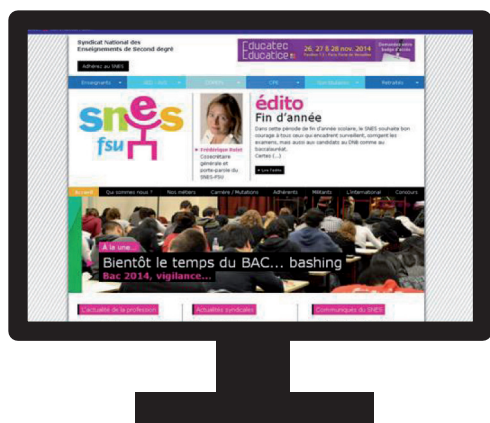 Syndicat National des
Enseignements de Second degré
Adhérez au SNES
Educatec
Educatice
26, 27 & 28 nov. 2014
Enseignants
CPE
Retraités
snes
fsu
édito
Fin d'année
Dans cette période de fin d'année scolaire, le SNES souhaite bon
courage à tous ceux qui encadrent surveillent, corrigent les
examens, mais aussi aux candidats au DNB comme au
baccalauréat.
Certes (...)
Frédérique Rolet
Cosecrétaire
générale et
porte-parole du
SNES-FSU
Accueil Qui sommes nous ? Nos métiers Carrière / Mutations Adhérents Militants L'international Concours
À la une...
Bientôt le temps du BAC... bashing
Bac 2014, vigilance...
L'actualité de la profession Actualités syndicales Communiqués du SNES